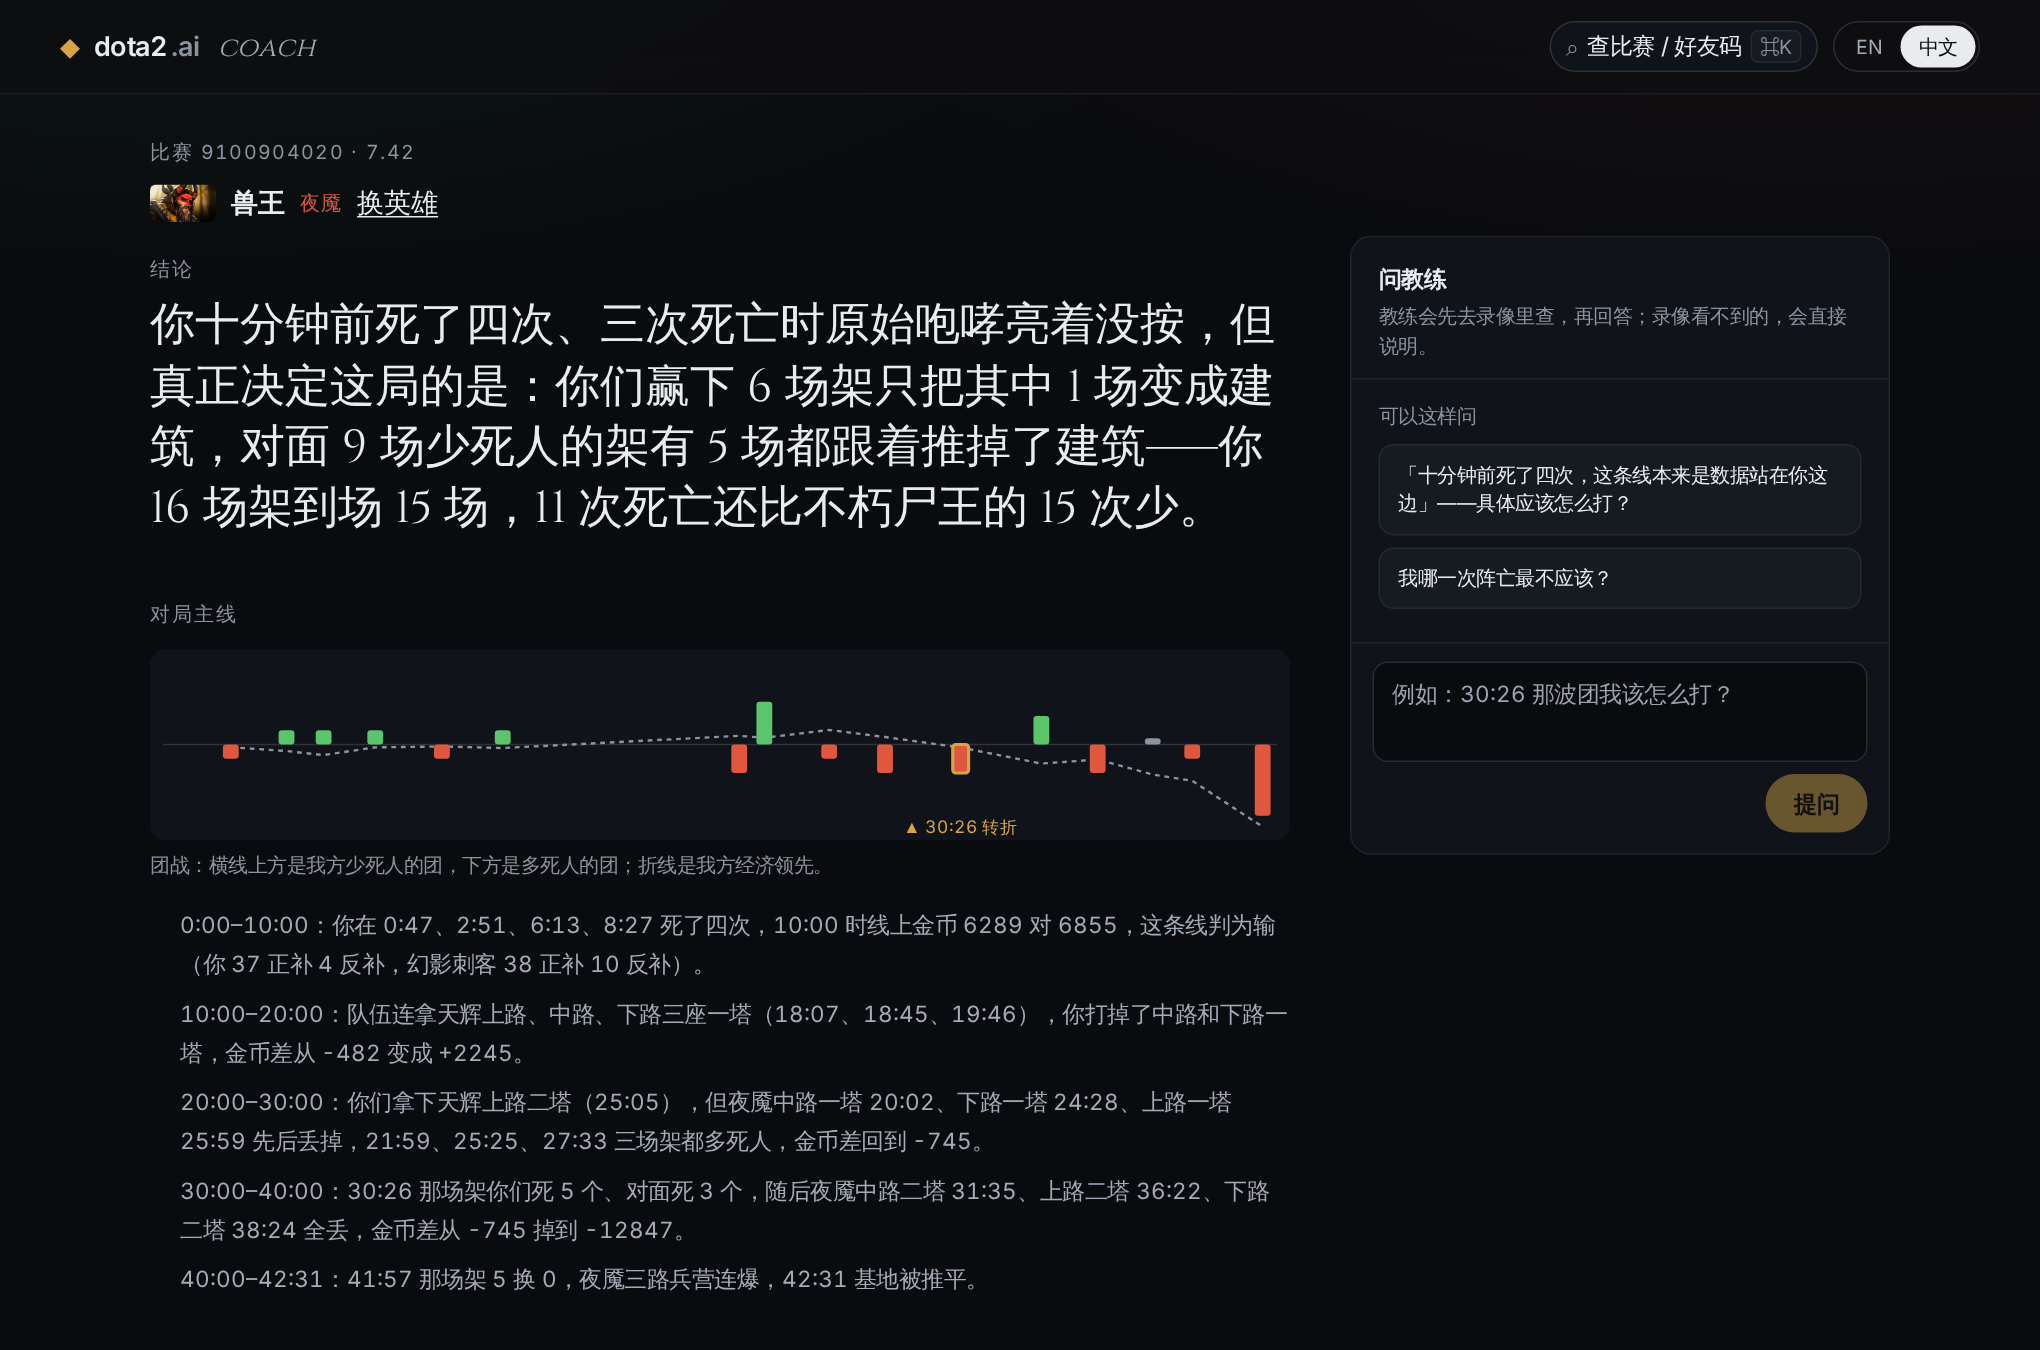 ◆ dota2.ai COACH
查比赛 / 好友码 ⌘K
EN 中文
比赛 9100904020 · 7.42
兽王 夜魇 换英雄
结论
你十分钟前死了四次、三次死亡时原始咆哮亮着没按，但
真正决定这局的是：你们赢下 6 场架只把其中 1 场变成建
筑，对面 9 场少死人的架有 5 场都跟着推掉了建筑——你
16 场架到场 15 场，11 次死亡还比不朽尸王的 15 次少。
对局主线
▲ 30:26 转折
团战：横线上方是我方少死人的团，下方是多死人的团；折线是我方经济领先。
0:00–10:00：你在 0:47、2:51、6:13、8:27 死了四次，10:00 时线上金币 6289 对 6855，这条线判为输
（你 37 正补 4 反补，幻影刺客 38 正补 10 反补）。
10:00–20:00：队伍连拿天辉上路、中路、下路三座一塔（18:07、18:45、19:46），你打掉了中路和下路一
塔，金币差从 -482 变成 +2245。
20:00–30:00：你们拿下天辉上路二塔（25:05），但夜魇中路一塔 20:02、下路一塔 24:28、上路一塔
25:59 先后丢掉，21:59、25:25、27:33 三场架都多死人，金币差回到 -745。
30:00–40:00：30:26 那场架你们死 5 个、对面死 3 个，随后夜魇中路二塔 31:35、上路二塔 36:22、下路
二塔 38:24 全丢，金币差从 -745 掉到 -12847。
40:00–42:31：41:57 那场架 5 换 0，夜魇三路兵营连爆，42:31 基地被推平。
问教练
教练会先去录像里查，再回答；录像看不到的，会直接
说明。
可以这样问
「十分钟前死了四次，这条线本来是数据站在你这
边」——具体应该怎么打？
我哪一次阵亡最不应该？
例如：30:26 那波团我该怎么打？
提问